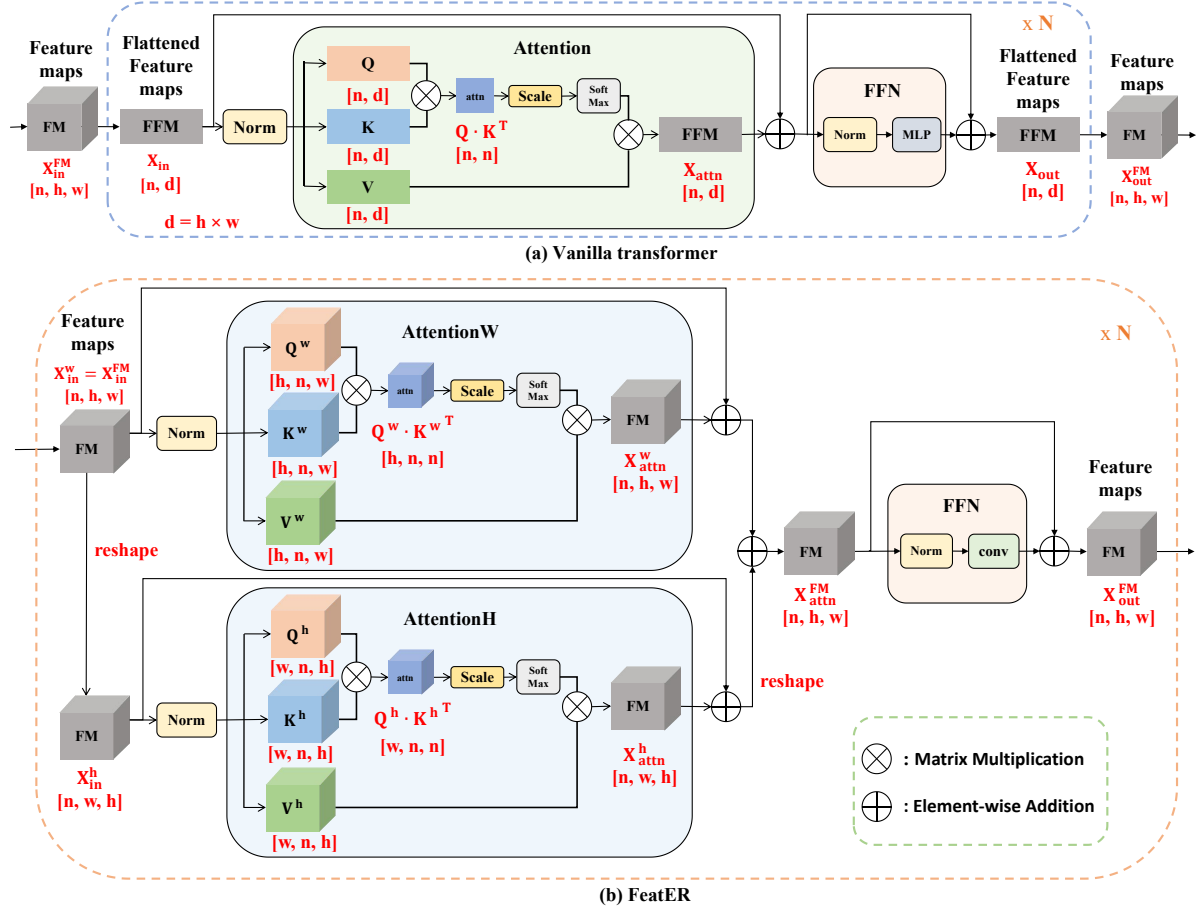 Feature
maps
FM
X_in^FM
[n, h, w]
Flattened
Feature
maps
FFM
X_in
[n, d]
d = h × w
Norm
Attention
Q
[n, d]
K
[n, d]
V
[n, d]
attn
Q · K^T
[n, n]
Scale
Soft
Max
FFM
X_attn
[n, d]
FFN
Norm
MLP
x N
Flattened
Feature
maps
FFM
X_out
[n, d]
Feature
maps
FM
X_out^FM
[n, h, w]
(a) Vanilla transformer
Feature
maps
X_in^w = X_in^FM
[n, h, w]
FM
Norm
AttentionW
Q^w
[h, n, w]
K^w
[h, n, w]
V^w
[h, n, w]
attn
Q^w · K^w^T
[h, n, n]
Scale
Soft
Max
FM
X_attn^w
[n, h, w]
reshape
FM
X_in^h
[n, w, h]
Norm
AttentionH
Q^h
[w, n, h]
K^h
[w, n, h]
V^h
[w, n, h]
attn
Q^h · K^h^T
[w, n, n]
Scale
Soft
Max
FM
X_attn^h
[n, w, h]
reshape
FM
X_attn^FM
[n, h, w]
FFN
Norm
conv
x N
Feature
maps
FM
X_out^FM
[n, h, w]
: Matrix Multiplication
: Element-wise Addition
(b) FeatER